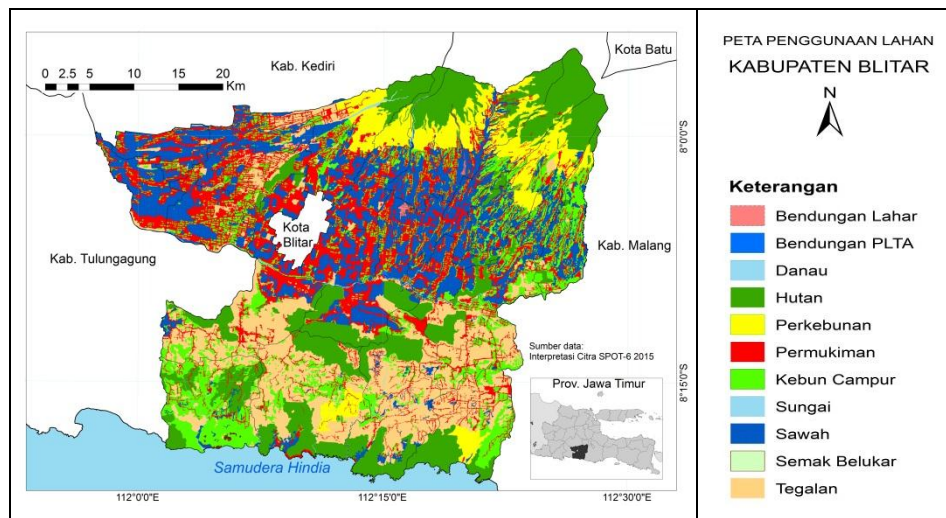 Kota Batu
Kab. Kediri
0 2.5 5 10 15 20
Km
8°0'0"S
Kota
Blitar
Kab. Tulungagung
Kab. Malang
Sumber data:
Interpretasi Citra SPOT-6 2015
Prov. Jawa Timur
8°15'0"S
Samudera Hindia
112°0'0"E
112°15'0"E
112°30'0"E
PETA PENGGUNAAN LAHAN
KABUPATEN BLITAR
N
Keterangan
Bendungan Lahar
Bendungan PLTA
Danau
Hutan
Perkebunan
Permukiman
Kebun Campur
Sungai
Sawah
Semak Belukar
Tegalan